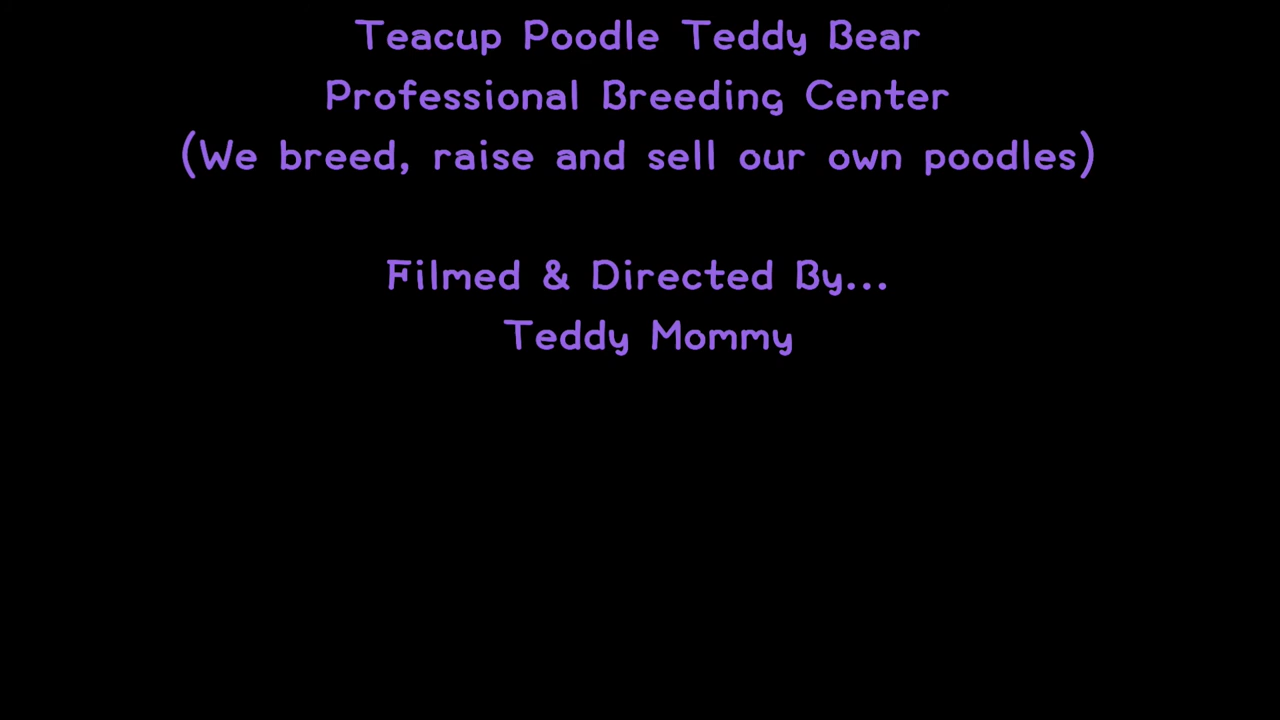 Teacup Poodle Teddy Bear
Professional Breeding Center
(We breed, raise and sell our own poodles)
Filmed & Directed By...
Teddy Mommy